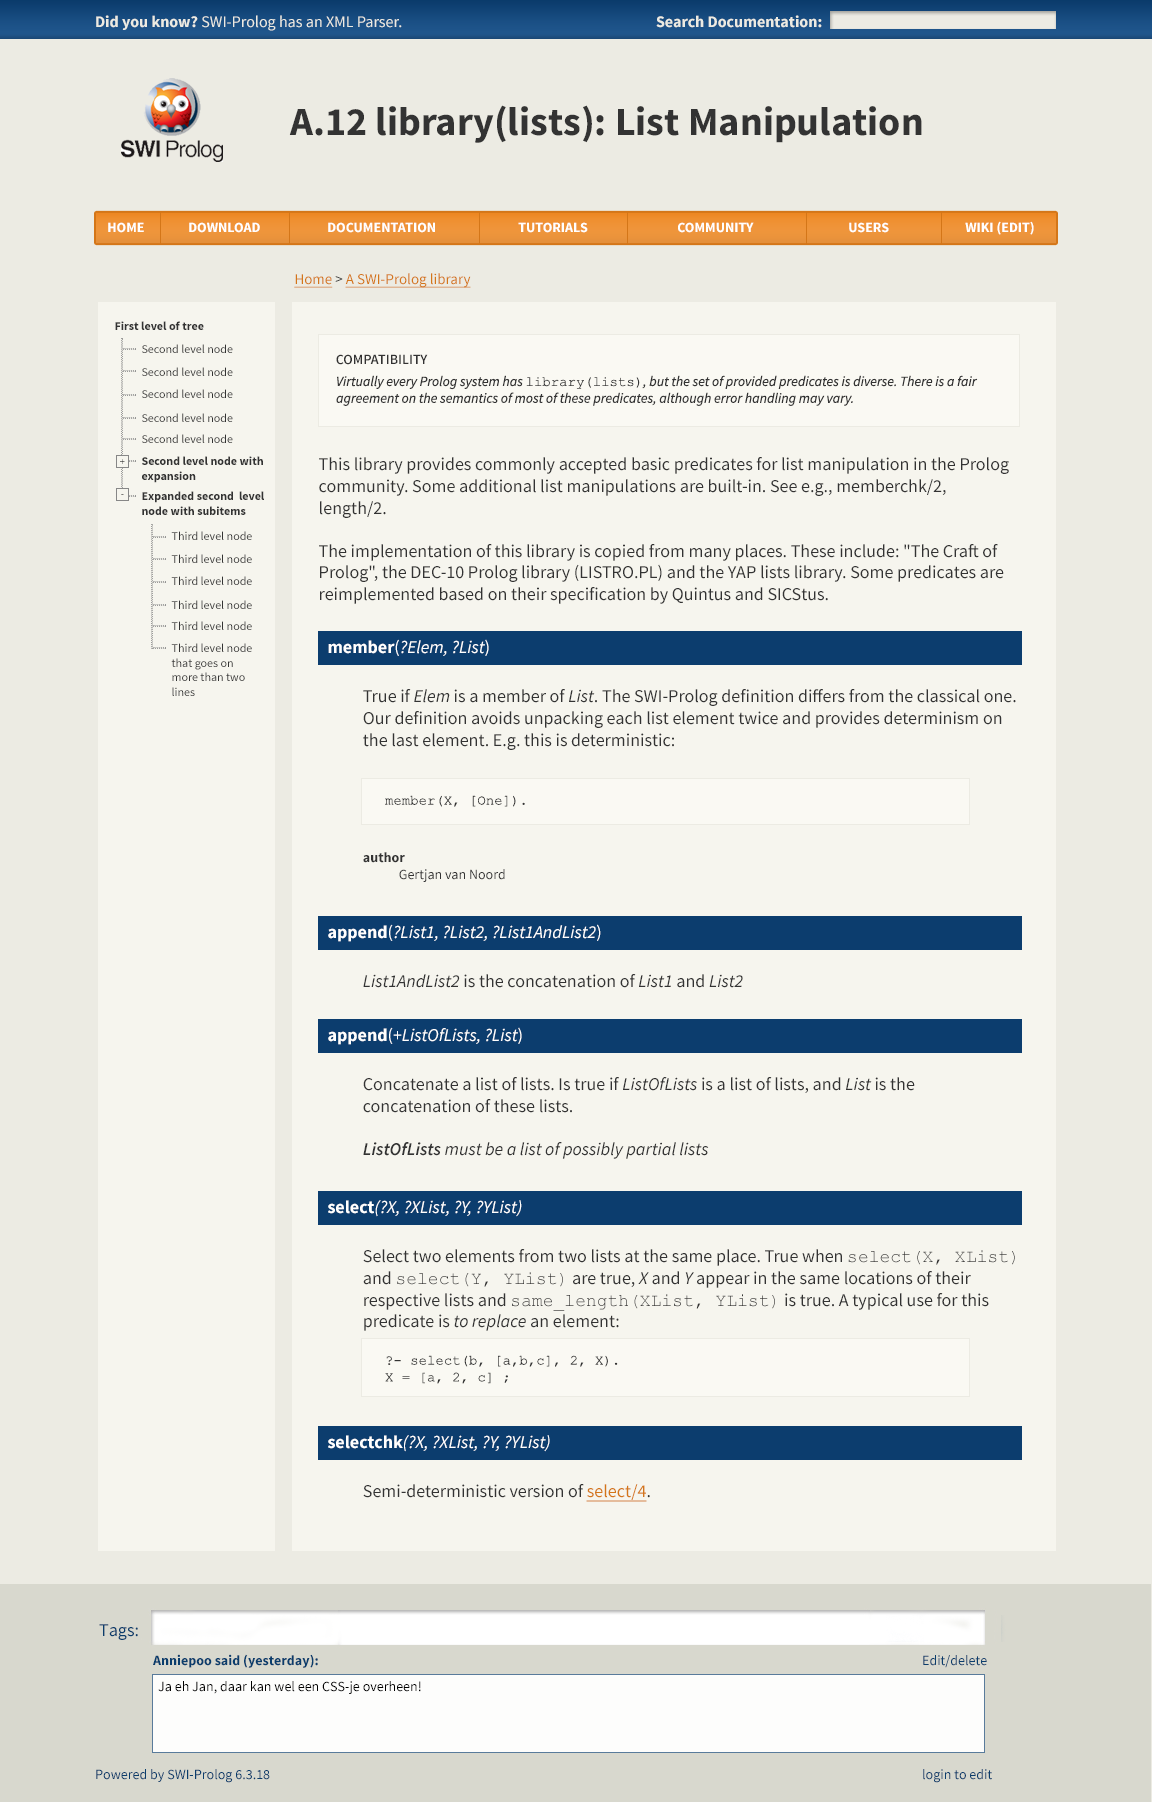 Did you know? SWI-Prolog has an XML Parser.
Search Documentation:
SWI Prolog
A.12 library(lists): List Manipulation
HOME
DOWNLOAD
DOCUMENTATION
TUTORIALS
COMMUNITY
USERS
WIKI (EDIT)
Home > A SWI-Prolog library
First level of tree
Second level node
Second level node
Second level node
Second level node
Second level node
+ Second level node with
expansion
- Expanded second level
node with subitems
Third level node
Third level node
Third level node
Third level node
Third level node
Third level node
that goes on
more than two
lines
COMPATIBILITY
Virtually every Prolog system has library(lists), but the set of provided predicates is diverse. There is a fair
agreement on the semantics of most of these predicates, although error handling may vary.
This library provides commonly accepted basic predicates for list manipulation in the Prolog
community. Some additional list manipulations are built-in. See e.g., memberchk/2,
length/2.
The implementation of this library is copied from many places. These include: "The Craft of
Prolog", the DEC-10 Prolog library (LISTRO.PL) and the YAP lists library. Some predicates are
reimplemented based on their specification by Quintus and SICStus.
member(?Elem, ?List)
True if Elem is a member of List. The SWI-Prolog definition differs from the classical one.
Our definition avoids unpacking each list element twice and provides determinism on
the last element. E.g. this is deterministic:
member(X, [One]).
author
Gertjan van Noord
append(?List1, ?List2, ?List1AndList2)
List1AndList2 is the concatenation of List1 and List2
append(+ListOfLists, ?List)
Concatenate a list of lists. Is true if ListOfLists is a list of lists, and List is the
concatenation of these lists.
ListOfLists must be a list of possibly partial lists
select(?X, ?XList, ?Y, ?YList)
Select two elements from two lists at the same place. True when select(X, XList)
and select(Y, YList) are true, X and Y appear in the same locations of their
respective lists and same_length(XList, YList) is true. A typical use for this
predicate is to replace an element:
?- select(b, [a,b,c], 2, X).
X = [a, 2, c] ;
selectchk(?X, ?XList, ?Y, ?YList)
Semi-deterministic version of select/4.
Tags:
Anniepoo said (yesterday):
Edit/delete
Ja eh Jan, daar kan wel een CSS-je overheen!
Powered by SWI-Prolog 6.3.18
login to edit